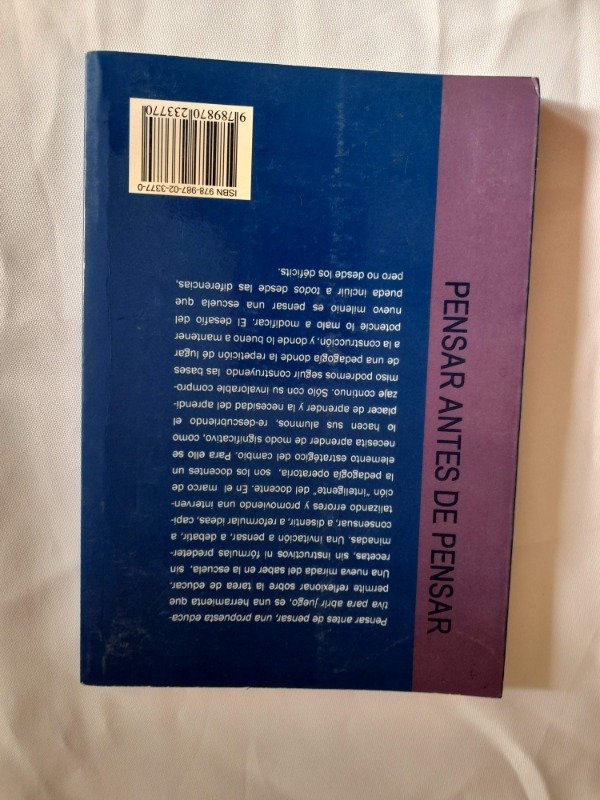 PENSAR ANTES DE PENSAR
Pensar antes de pensar, una propuesta educa-
tiva para abrir juego, es una herramienta que
permite reflexionar sobre la tarea de educar.
Una nueva mirada del saber en la escuela, sin
recetas, sin instructivos ni fórmulas predeter-
minadas. Una invitación a pensar, a debatir, a
consensuar, a disentir, a reformular ideas, capi-
talizando errores y promoviendo una interven-
ción "inteligente" del docente. En el marco de
la pedagogía operatoria, son los docentes un
elemento estratégico del cambio. Para ello se
necesita aprender de modo significativo, como
lo hacen sus alumnos, re-descubriendo el
placer de aprender y la necesidad del aprendi-
zaje continuo. Sólo con su invalorable compro-
miso podremos seguir construyendo las bases
de una pedagogía donde la repetición dé lugar
a la construcción, y donde lo bueno a mantener
potencie lo malo a modificar. El desafío del
nuevo milenio es pensar una escuela que
pueda incluir a todos desde las diferencias,
pero no desde los déficits.
ISBN 978-987-02-3377-0
9 789870 233770